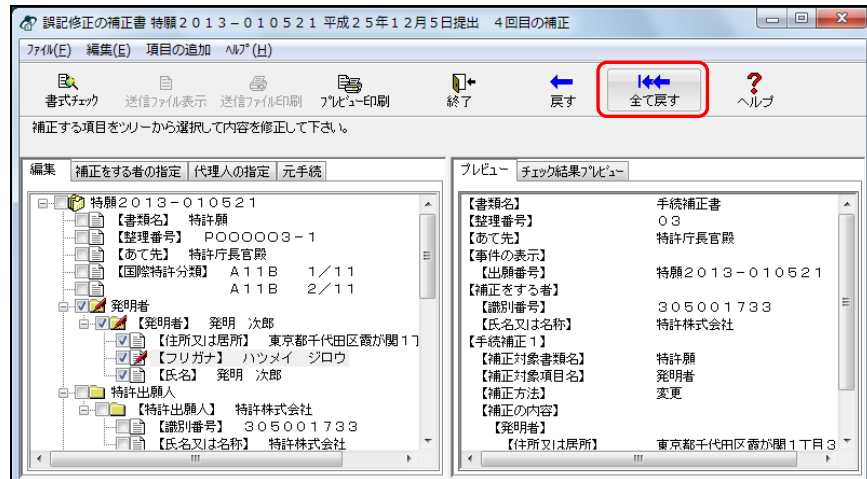 誤記修正の補正書 特願２０１３－０１０５２１ 平成２５年１２月５日提出　４回目の補正
ﾌｧｲﾙ(F)　編集(E)　項目の追加　ﾍﾙﾌﾟ(H)
書式ﾁｪｯｸ　送信ﾌｧｲﾙ表示　送信ﾌｧｲﾙ印刷　ﾌﾟﾚﾋﾞｭｰ印刷　終了　戻す　全て戻す　ヘルプ
補正する項目をツリーから選択して内容を修正して下さい。
編集　補正をする者の指定　代理人の指定　元手続
特願２０１３－０１０５２１
【書類名】　特許願
【整理番号】　Ｐ０００００３－１
【あて先】　特許庁長官殿
【国際特許分類】　Ａ１１Ｂ　　１／１１
Ａ１１Ｂ　　２／１１
発明者
【発明者】　発明　次郎
【住所又は居所】　東京都千代田区霞が関１丁
【フリガナ】　ハツメイ　ジロウ
【氏名】　発明　次郎
特許出願人
【特許出願人】　特許株式会社
【識別番号】　３０５００１７３３
【氏名又は名称】　特許株式会社
プレビュー　チェック結果ﾌﾟﾚﾋﾞｭｰ
【書類名】　手続補正書
【整理番号】　０３
【あて先】　特許庁長官殿
【事件の表示】
【出願番号】　特願２０１３－０１０５２１
【補正をする者】
【識別番号】　３０５００１７３３
【氏名又は名称】　特許株式会社
【手続補正１】
【補正対象書類名】　特許願
【補正対象項目名】　発明者
【補正方法】　変更
【補正の内容】
【発明者】
【住所又は居所】　東京都千代田区霞が関１丁目３